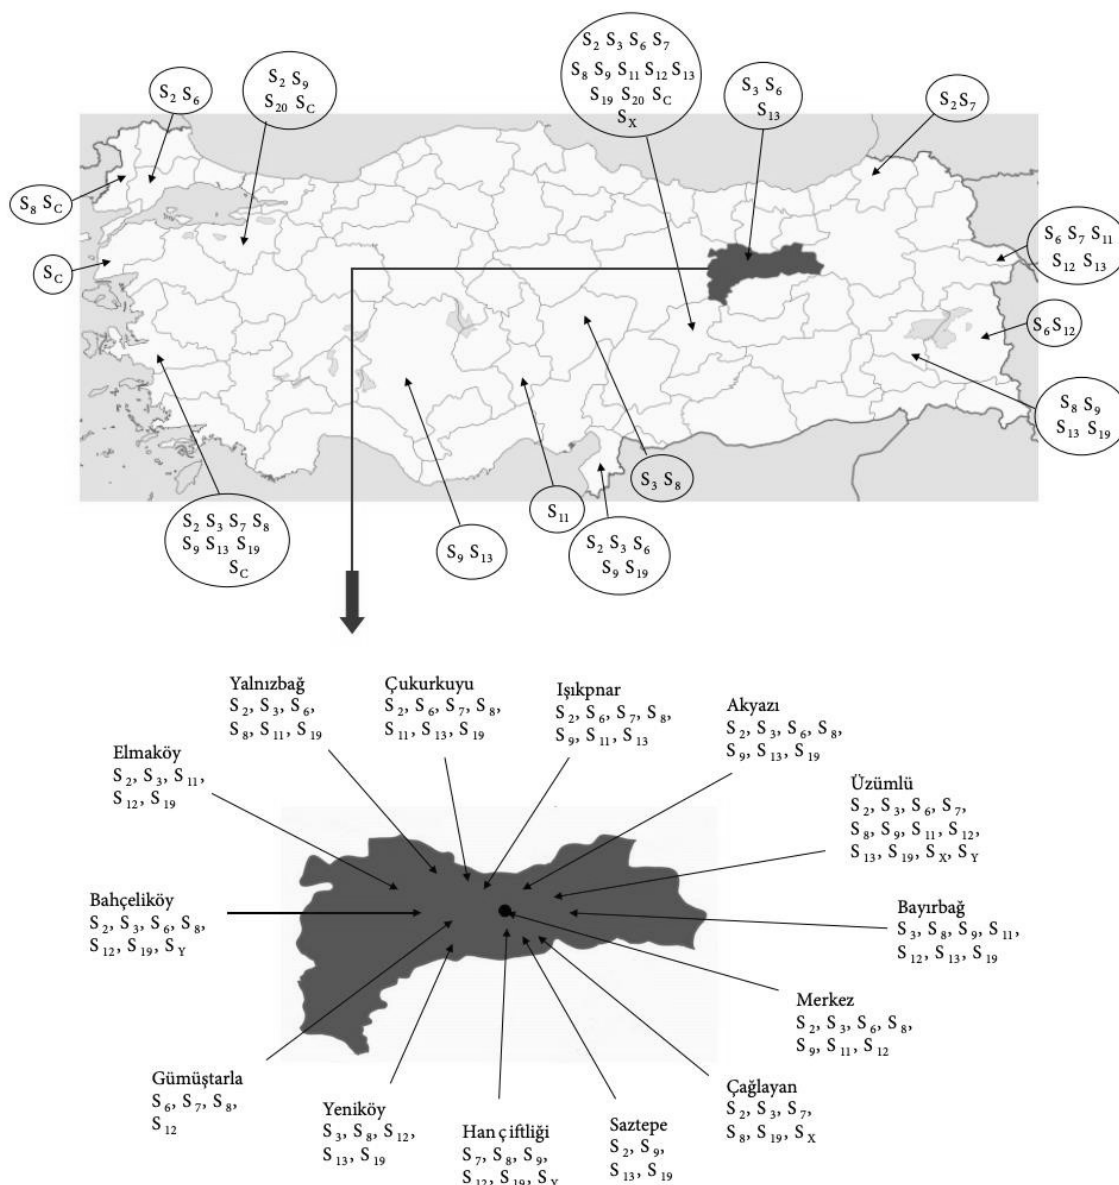 S2 S6
S2 S9
S20 SC
S2 S3 S6 S7
S8 S9 S11 S12 S13
S19 S20 SC
SX
S3 S6
S13
S2S7
S8 SC
SC
S6 S7 S11
S12 S13
S6S12
S8 S9
S13 S19
S2 S3 S7 S8
S9 S13 S19
SC
S9 S13
S11
S3 S8
S2 S3 S6
S9 S19
Yalnızbağ
S2, S3, S6,
S8, S11, S19
Çukurkuyu
S2, S6, S7, S8,
S11, S13, S19
Işıkpnar
S2, S6, S7, S8,
S9, S11, S13
Akyazı
S2, S3, S6, S8,
S9, S13, S19
Elmaköy
S2, S3, S11,
S12, S19
Üzümlü
S2, S3, S6, S7,
S8, S9, S11, S12,
S13, S19, SX, SY
Bahçeliköy
S2, S3, S6, S8,
S12, S19, SY
Bayırbağ
S3, S8, S9, S11,
S12, S13, S19
Merkez
S2, S3, S6, S8,
S9, S11, S12
Gümüştarla
S6, S7, S8,
S12
Yeniköy
S3, S8, S12,
S13, S19
Han çiftliği
S7, S8, S9,
S12, S19, SY
Saztepe
S2, S9,
S13, S19
Çağlayan
S2, S3, S7,
S8, S19, SX